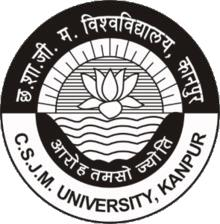 छ.शा.जी. म. विश्वविद्यालय, कानपुर
आरोह तमसो ज्योति
C.S.J.M. UNIVERSITY, KANPUR